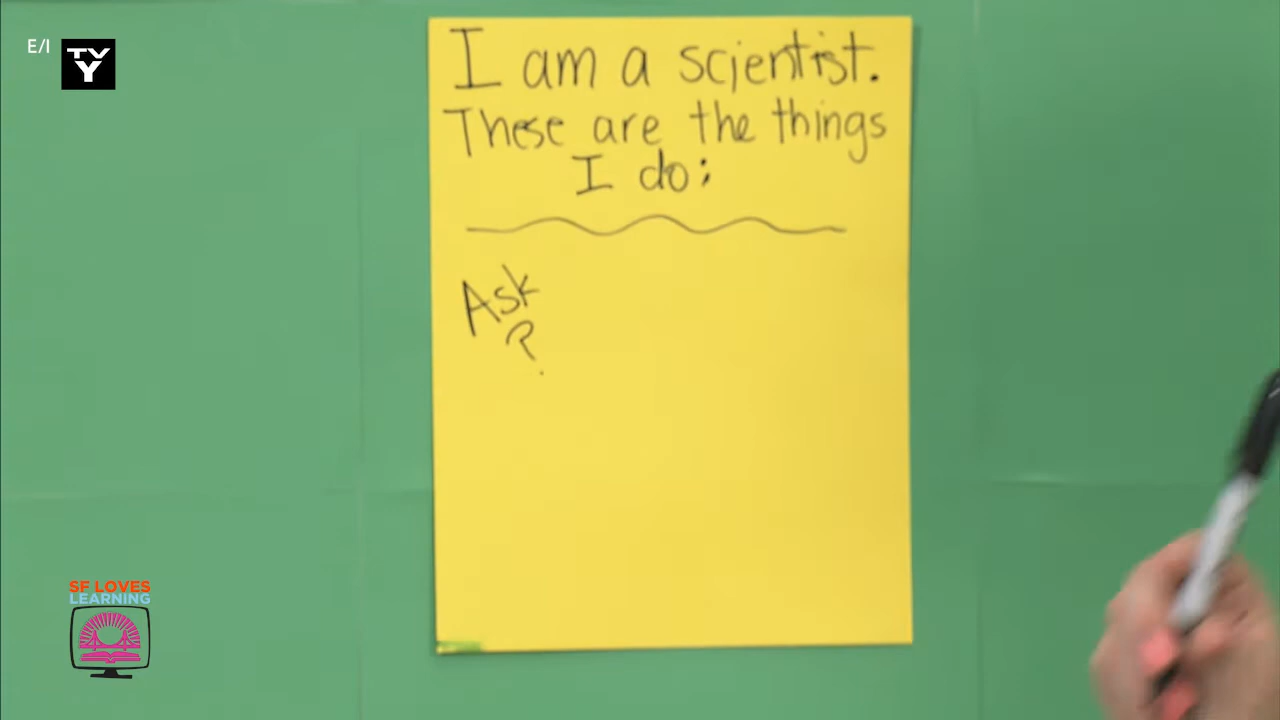 E/I
TV
Y
I am a scientist.
These are the things
I do:
Ask
?
SF LOVES
LEARNING